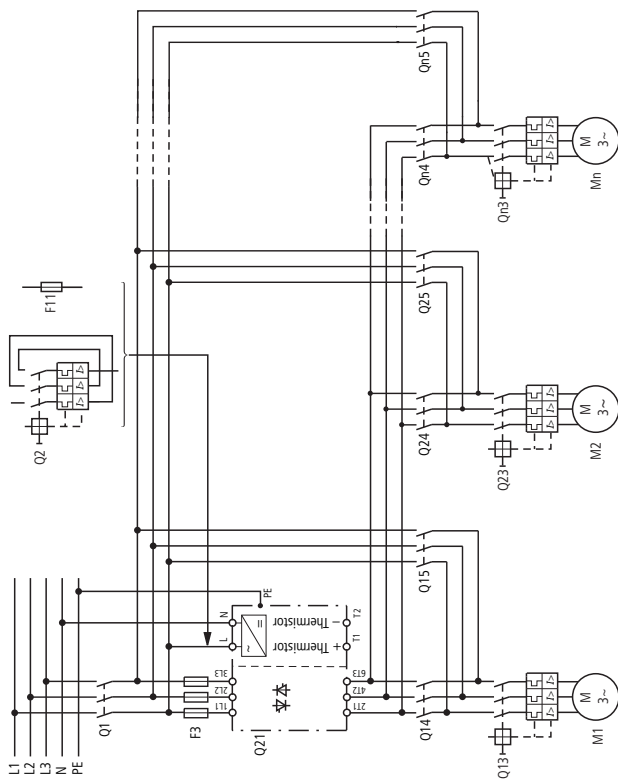 L1
L2
L3
N
PE
Q1
Q2
F11
F3
1L1
2L2
3L3
L
N
PE
~
=
Q21
+ Thermistor
– Thermistor
2T1
4T2
6T3
T1
T2
Q14
Q15
Q24
Q25
Qn4
Qn5
Q13
Q23
Qn3
I>
I>
I>
I>
I>
I>
I>
I>
I>
I>
I>
I>
M
3~
M1
M
3~
M2
M
3~
Mn